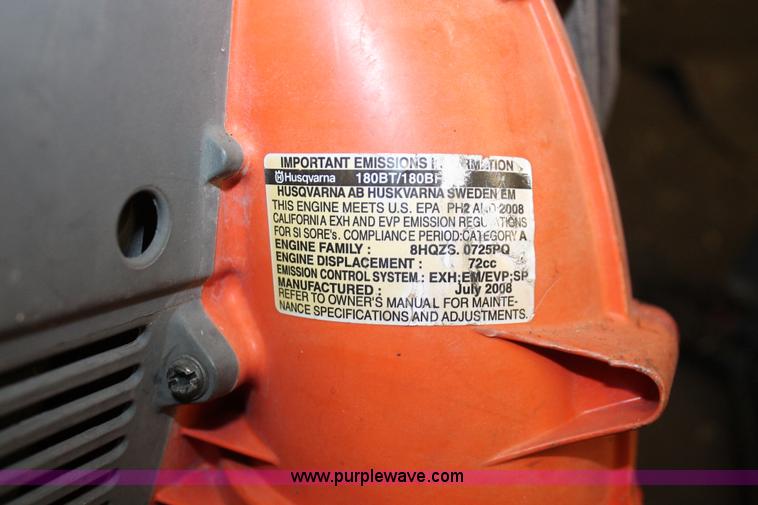 IMPORTANT EMISSIONS
Husqvarna 180BT/180BF
HUSQVARNA AB HUSKVARNA SWEDEN EM
THIS ENGINE MEETS U.S. EPA PH2 AND 2008
CALIFORNIA EXH AND EVP EMISSION REGULATIONS
FOR SI SORE's. COMPLIANCE PERIOD:CATEGORY A
ENGINE FAMILY : 8HQZS. 0725PQ
ENGINE DISPLACEMENT : 72cc
EMISSION CONTROL SYSTEM : EXH;EM/EVP;SP
MANUFACTURED : July 2008
REFER TO OWNER'S MANUAL FOR MAINTE-
NANCE SPECIFICATIONS AND ADJUSTMENTS.
www.purplewave.com